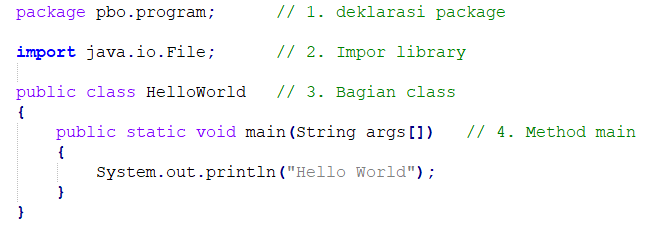 package pbo.program;      // 1. deklarasi package
import java.io.File;      // 2. Impor library
public class HelloWorld   // 3. Bagian class
{
    public static void main(String args[])   // 4. Method main
    {
        System.out.println("Hello World");
    }
}